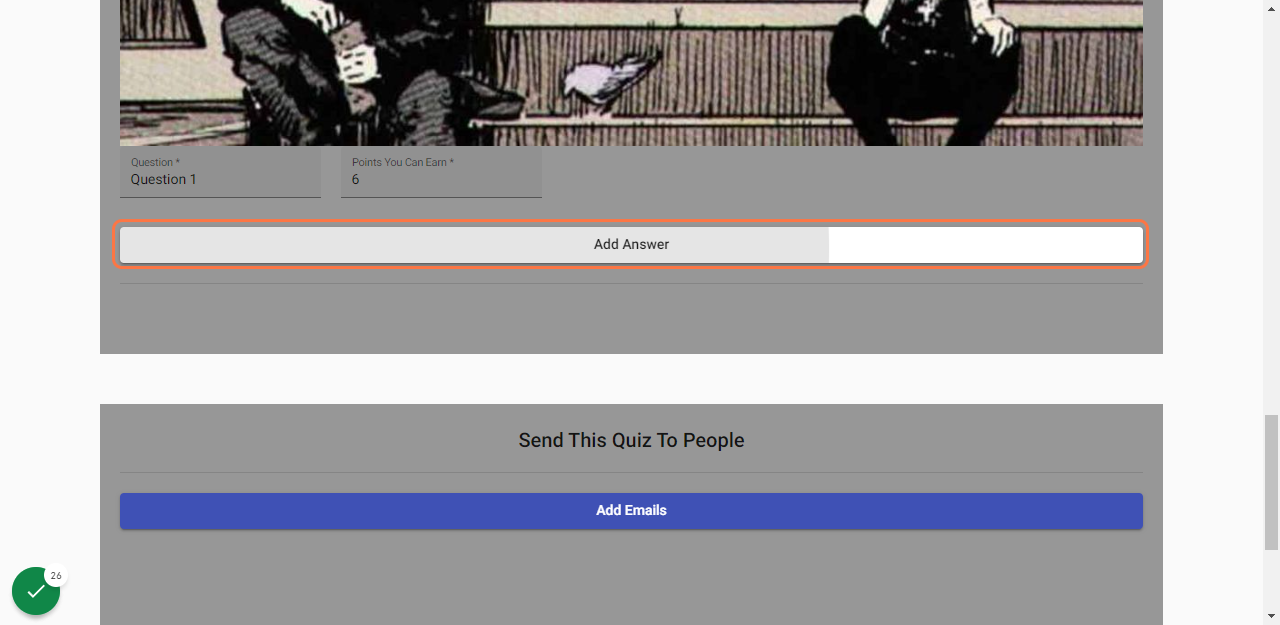 Question *
Points You Can Earn *
Question 1
6
Add Answer
Send This Quiz To People
Add Emails
26